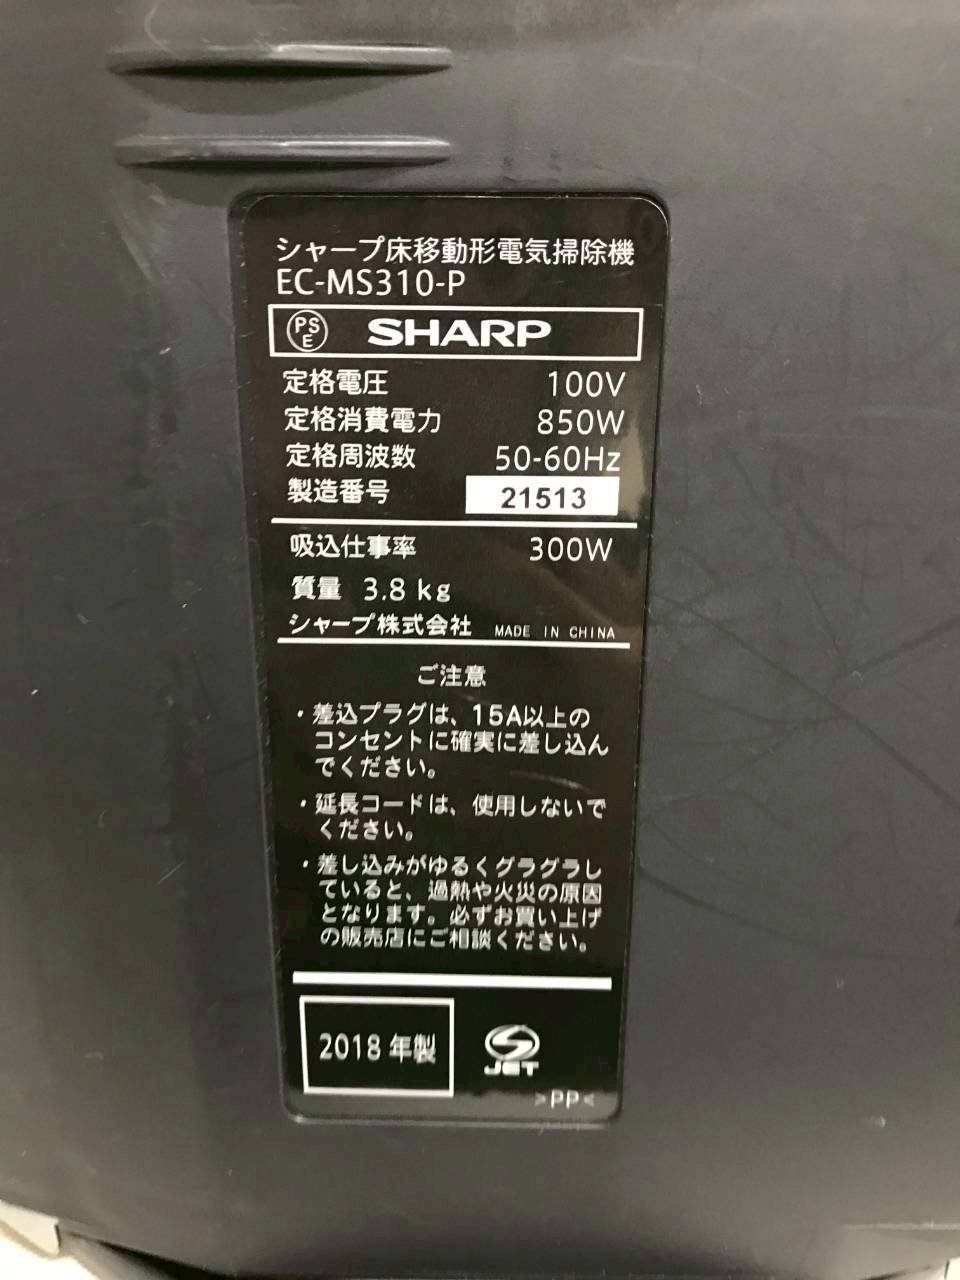 シャープ床移動形電気掃除機
EC-MS310-P
PS
E
SHARP
定格電圧 100V
定格消費電力 850W
定格周波数 50-60Hz
製造番号 21513
吸込仕事率 300W
質量 3.8 kg
シャープ株式会社 MADE IN CHINA
ご注意
・差込プラグは、15A以上の
コンセントに確実に差し込ん
でください。
・延長コードは、使用しないで
ください。
・差し込みがゆるくグラグラし
ていると、過熱や火災の原因
となります。必ずお買い上げ
の販売店にご相談ください。
2018 年製
JET
>PP<